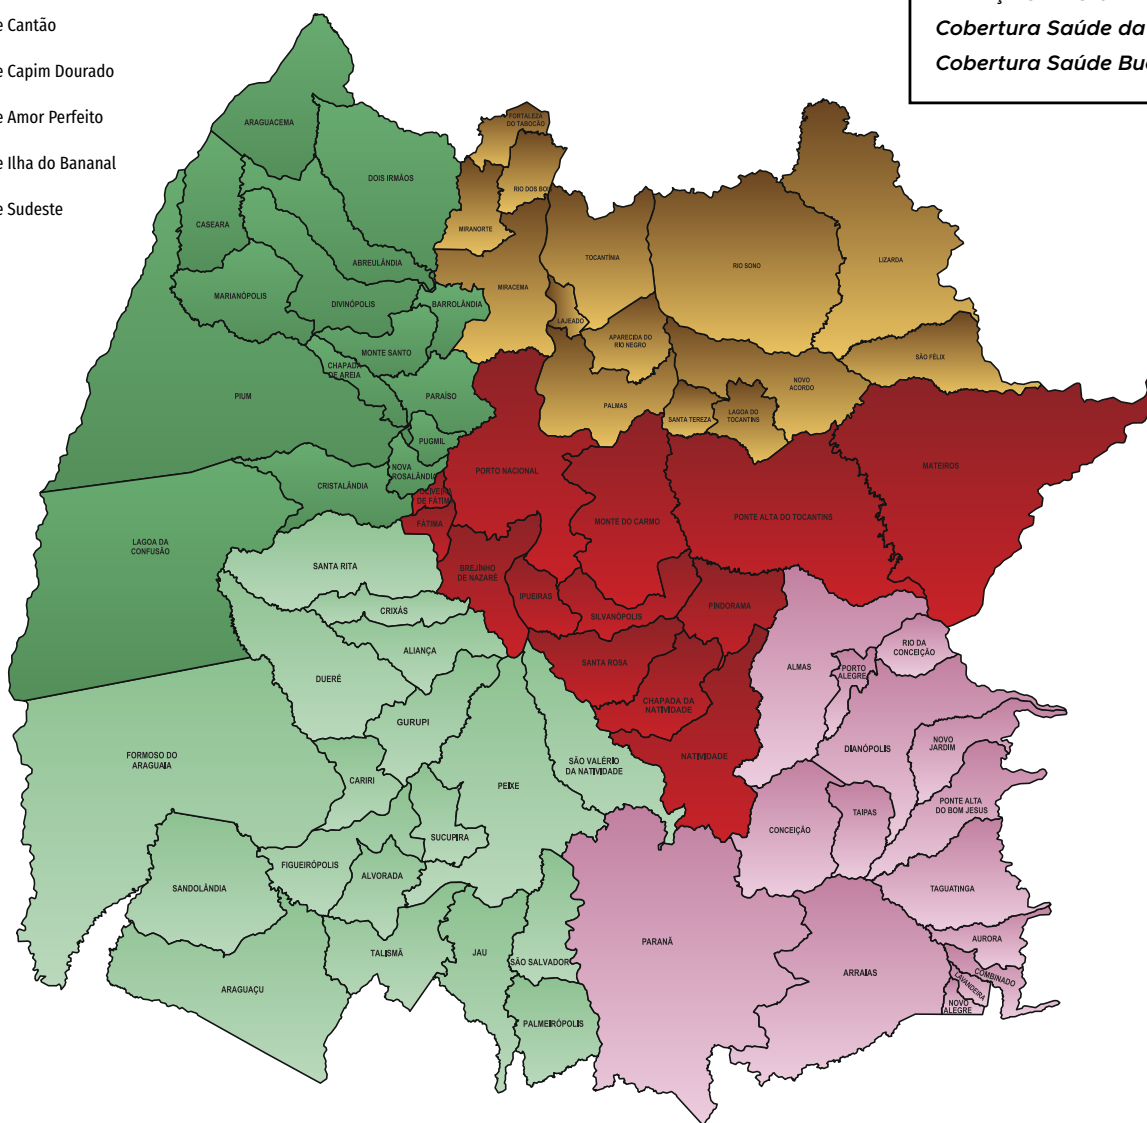 e Cantão
e Capim Dourado
e Amor Perfeito
e Ilha do Bananal
e Sudeste
Cobertura Saúde da
Cobertura Saúde Bu
ARAGUACEMA
FORTALEZA
DO TABOCÃO
DOIS IRMÃOS
RIO DOS BOI
CASEARA
MIRANORTE
TOCANTÍNIA
RIO SONO
LIZARDA
ABREULÂNDIA
MARIANÓPOLIS
DIVINÓPOLIS
BARROLÂNDIA
MIRACEMA
LAJEADO
APARECIDA DO
RIO NEGRO
MONTE SANTO
CHAPADA
DE AREIA
SÃO FÉLIX
NOVO
ACORDO
PIUM
PARAÍSO
PALMAS
SANTA TEREZA
LAGOA DO
TOCANTINS
PUGMIL
NOVA
ROSALÂNDIA
PORTO NACIONAL
MATEIROS
CRISTALÂNDIA
OLIVEIRA
DE FÁTIM
FÁTIMA
MONTE DO CARMO
PONTE ALTA DO TOCANTINS
LAGOA DA
CONFUSÃO
SANTA RITA
BREJINHO
DE NAZARÉ
IPUEIRAS
CRIXÁS
SILVANÓPOLIS
PINDORAMA
ALIANÇA
SANTA ROSA
ALMAS
PORTO
ALEGRE
RIO DA
CONCEIÇÃO
DUERÉ
CHAPADA DA
NATIVIDADE
GURUPI
FORMOSO DO
ARAGUAIA
SÃO VALÉRIO
DA NATIVIDADE
NATIVIDADE
DIANÓPOLIS
NOVO
JARDIM
CARIRI
PEIXE
PONTE ALTA
DO BOM JESUS
TAIPAS
CONCEIÇÃO
SUCUPIRA
FIGUEIRÓPOLIS
ALVORADA
SANDOLÂNDIA
TAGUATINGA
PARANÃ
AURORA
TALISMÃ
JAU
SÃO SALVADOR
ARRAIAS
COMBINADO
LAVANDEIRA
NOVO
ALEGRE
ARAGUAÇU
PALMEIRÓPOLIS